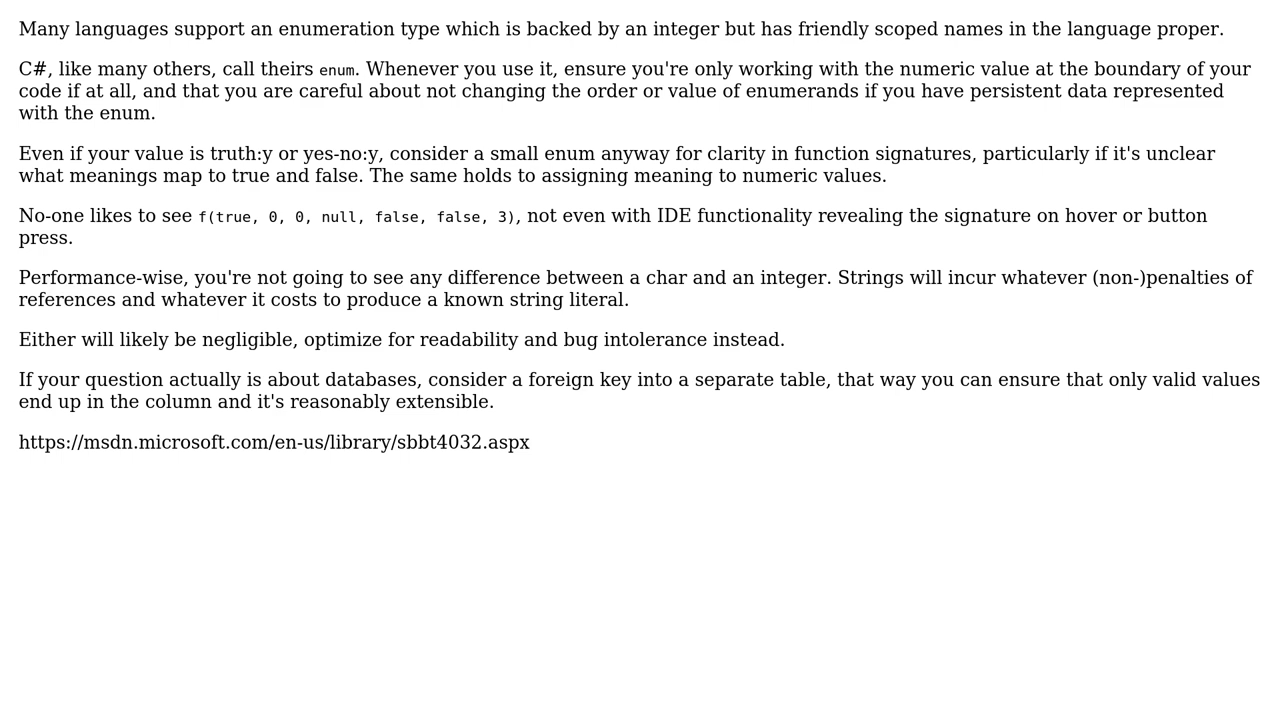 Many languages support an enumeration type which is backed by an integer but has friendly scoped names in the language proper.
C#, like many others, call theirs enum. Whenever you use it, ensure you're only working with the numeric value at the boundary of your
code if at all, and that you are careful about not changing the order or value of enumerands if you have persistent data represented
with the enum.
Even if your value is truth:y or yes-no:y, consider a small enum anyway for clarity in function signatures, particularly if it's unclear
what meanings map to true and false. The same holds to assigning meaning to numeric values.
No-one likes to see f(true, 0, 0, null, false, false, 3), not even with IDE functionality revealing the signature on hover or button
press.
Performance-wise, you're not going to see any difference between a char and an integer. Strings will incur whatever (non-)penalties of
references and whatever it costs to produce a known string literal.
Either will likely be negligible, optimize for readability and bug intolerance instead.
If your question actually is about databases, consider a foreign key into a separate table, that way you can ensure that only valid values
end up in the column and it's reasonably extensible.
https://msdn.microsoft.com/en-us/library/sbbt4032.aspx